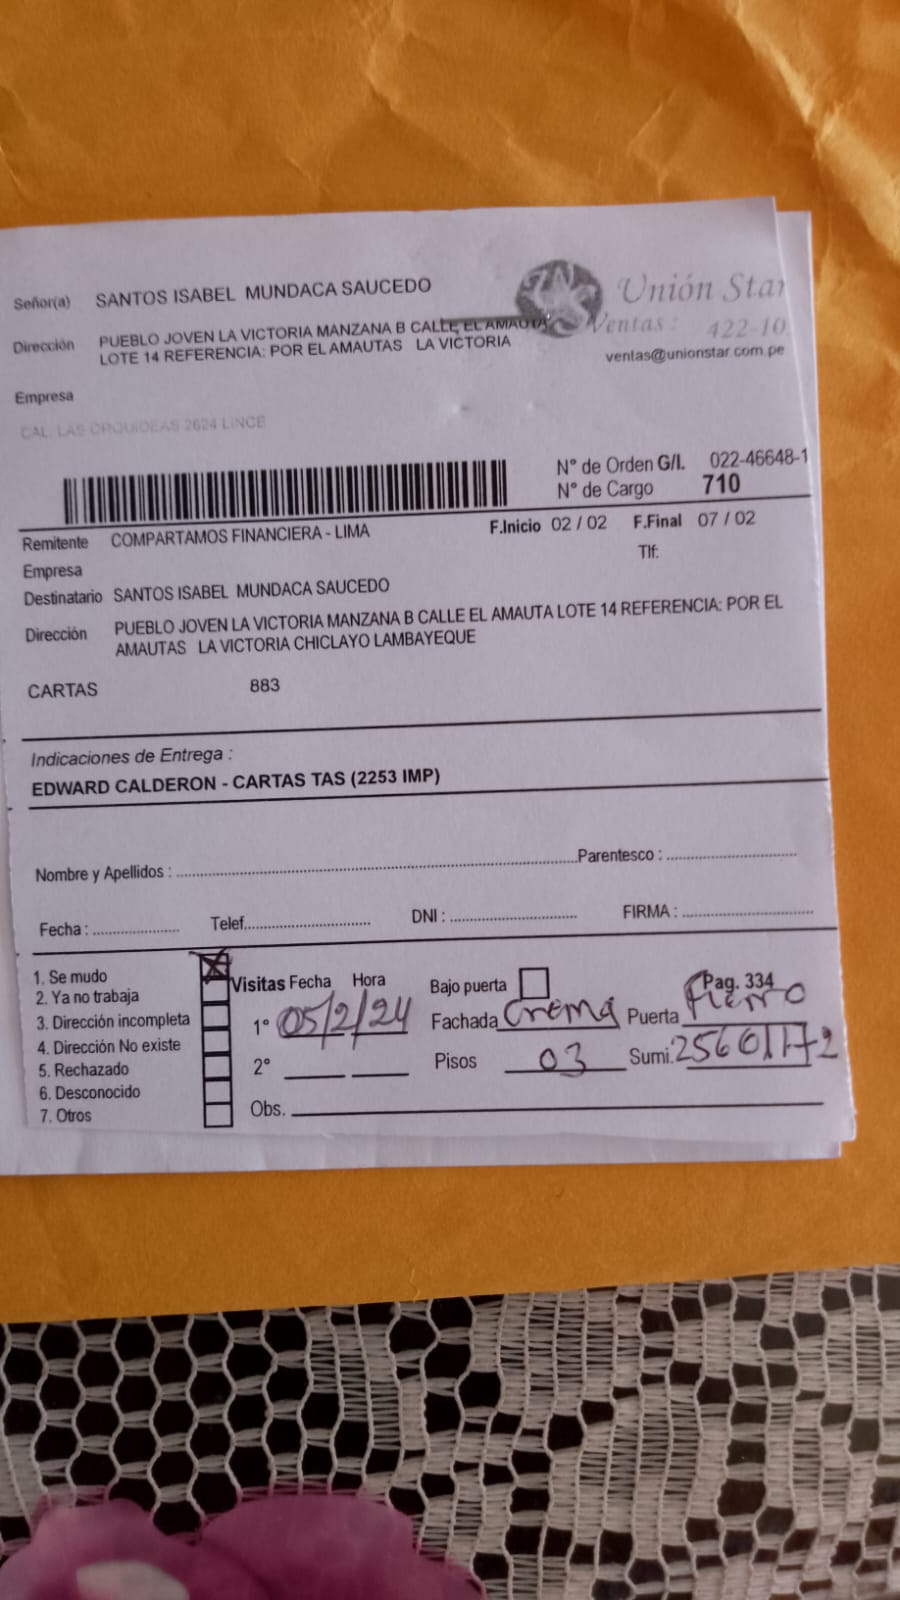 Señor(a) SANTOS ISABEL MUNDACA SAUCEDO
Unión Star
Dirección PUEBLO JOVEN LA VICTORIA MANZANA B CALLE EL AMAUTA
LOTE 14 REFERENCIA: POR EL AMAUTAS LA VICTORIA
Ventas: 422-10
ventas@unionstar.com.pe
Empresa
CAL. LAS ORQUIDEAS 2624 LINCE
N° de Orden G/I. 022-46648-1
N° de Cargo 710
Remitente COMPARTAMOS FINANCIERA - LIMA F.Inicio 02 / 02 F.Final 07 / 02
Empresa Tlf:
Destinatario SANTOS ISABEL MUNDACA SAUCEDO
Dirección PUEBLO JOVEN LA VICTORIA MANZANA B CALLE EL AMAUTA LOTE 14 REFERENCIA: POR EL
AMAUTAS LA VICTORIA CHICLAYO LAMBAYEQUE
CARTAS 883
Indicaciones de Entrega :
EDWARD CALDERON - CARTAS TAS (2253 IMP)
Nombre y Apellidos : Parentesco :
Fecha : Telef. DNI : FIRMA :
1. Se mudo
2. Ya no trabaja
3. Dirección incompleta
4. Dirección No existe
5. Rechazado
6. Desconocido
7. Otros
Visitas Fecha Hora Bajo puerta Pag. 334
1° 05/2/24 Fachada Crema Puerta Fierro
2° Pisos 03 Sumi. 25601172
Obs.